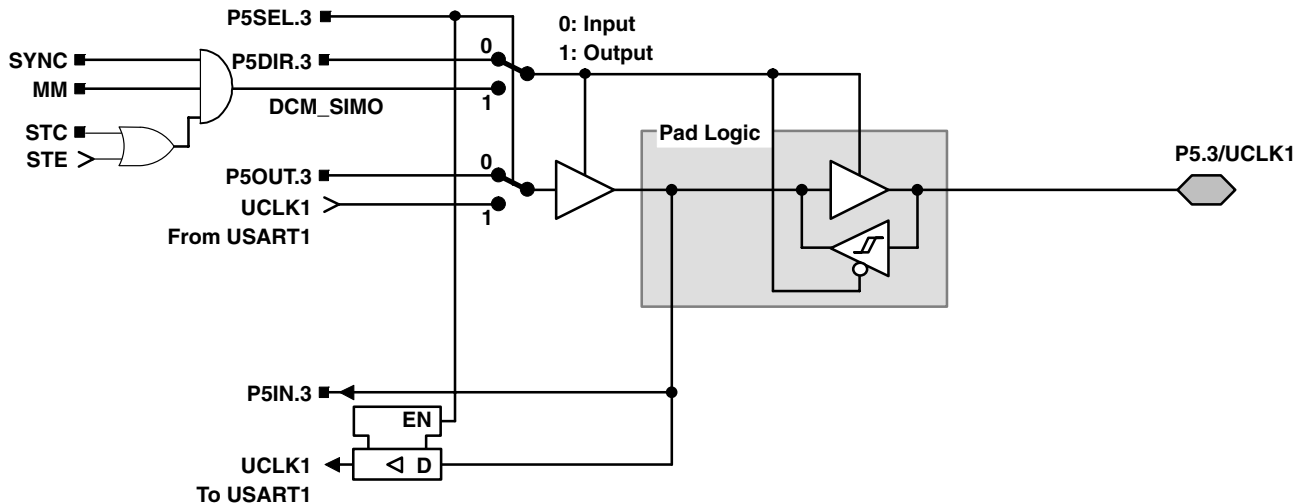 P5SEL.3
0: Input
1: Output
SYNC
P5DIR.3
0
MM
DCM_SIMO
1
STC
STE
Pad Logic
P5.3/UCLK1
P5OUT.3
0
UCLK1
1
From USART1
P5IN.3
EN
UCLK1
D
To USART1